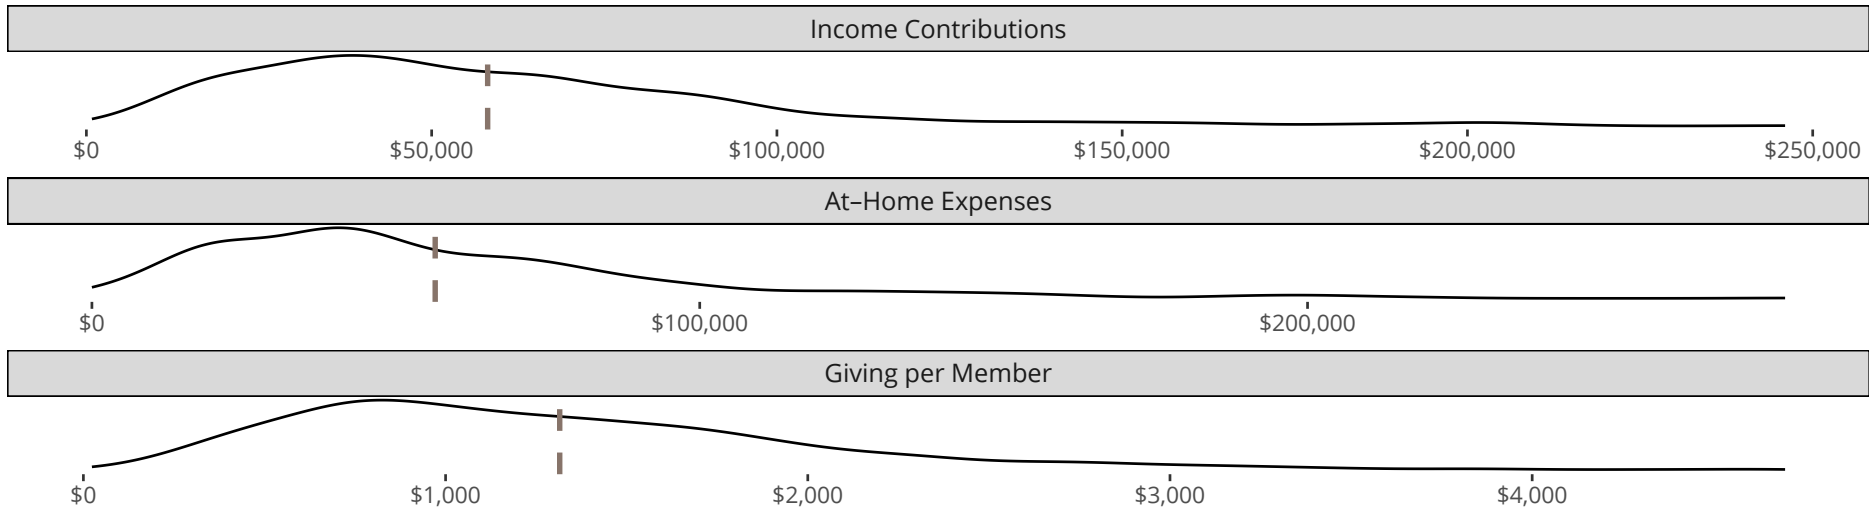 Income Contributions
$0 $50,000 $100,000 $150,000 $200,000 $250,000
At–Home Expenses
$0 $100,000 $200,000
Giving per Member
$0 $1,000 $2,000 $3,000 $4,000